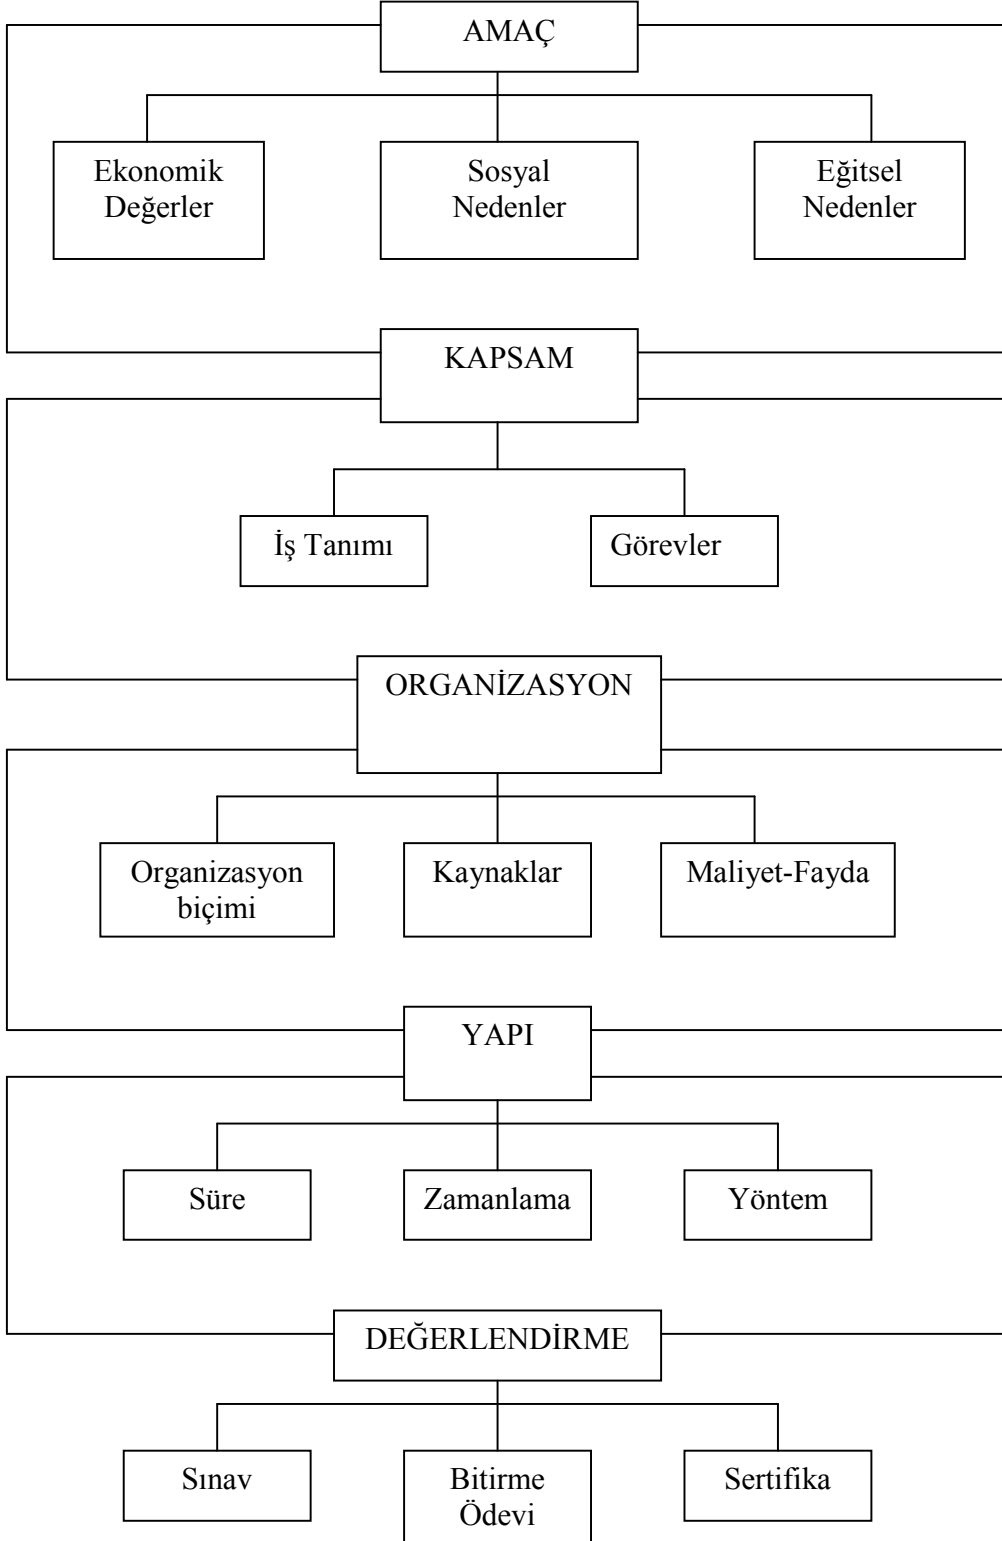 AMAÇ
Ekonomik
Değerler
Sosyal
Nedenler
Eğitsel
Nedenler
KAPSAM
İş Tanımı
Görevler
ORGANİZASYON
Organizasyon
biçimi
Kaynaklar
Maliyet-Fayda
YAPI
Süre
Zamanlama
Yöntem
DEĞERLENDİRME
Sınav
Bitirme
Ödevi
Sertifika